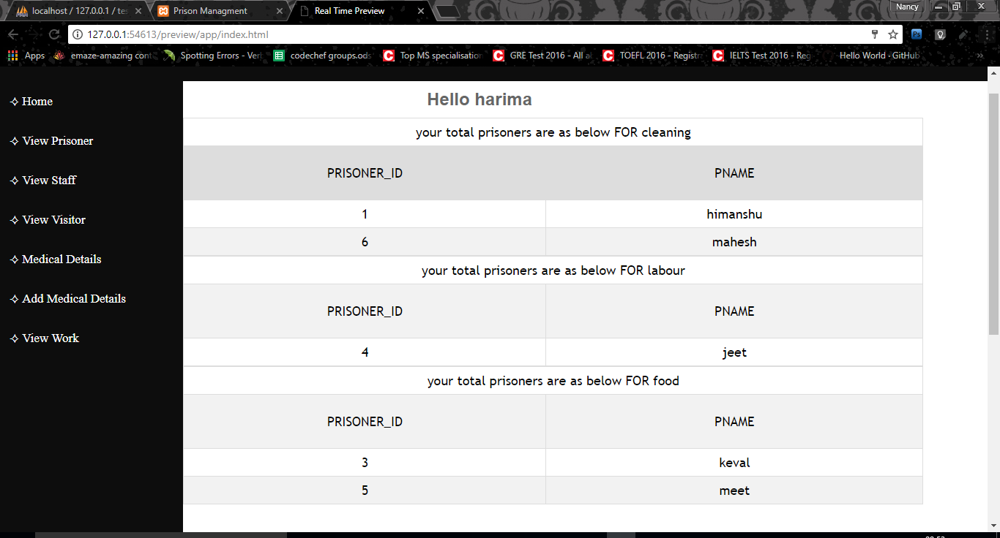 localhost / 127.0.0.1 / tes
Prison Managment
Real Time Preview
Nancy
127.0.0.1:54613/preview/app/index.html
Ps
Apps
emaze-amazing cont
Spotting Errors - Verb
codechef groups.ods
Top MS specialisation
GRE Test 2016 - All a
TOEFL 2016 - Registr
IELTS Test 2016 - Reg
Hello World · GitHub
Home
View Prisoner
View Staff
View Visitor
Medical Details
Add Medical Details
View Work
Hello harima
your total prisoners are as below FOR cleaning
PRISONER_ID PNAME
1 himanshu
6 mahesh
your total prisoners are as below FOR labour
PRISONER_ID PNAME
4 jeet
your total prisoners are as below FOR food
PRISONER_ID PNAME
3 keval
5 meet